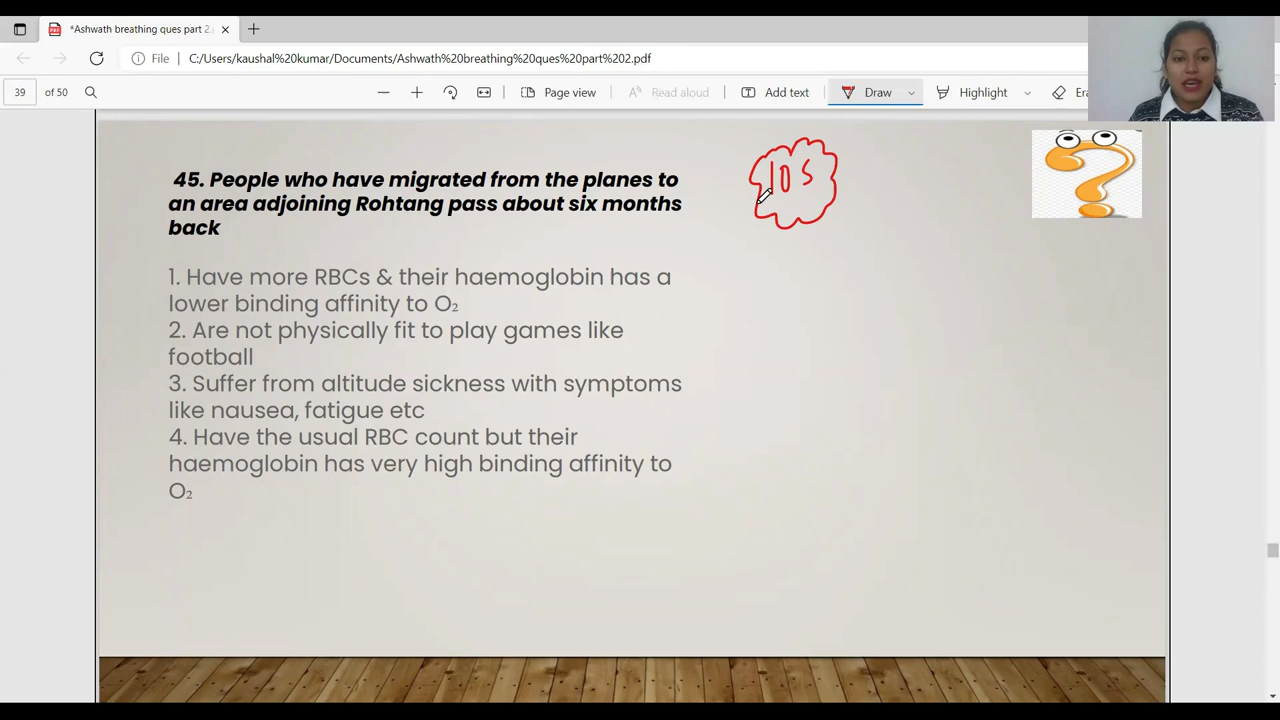 *Ashwath breathing ques part 2.p
File
C:/Users/kaushal%20kumar/Documents/Ashwath%20breathing%20ques%20part%202.pdf
39 of 50
Page view
Read aloud
Add text
Draw
Highlight
Era
45. People who have migrated from the planes to
an area adjoining Rohtang pass about six months
back
10 S
1. Have more RBCs & their haemoglobin has a
lower binding affinity to O₂
2. Are not physically fit to play games like
football
3. Suffer from altitude sickness with symptoms
like nausea, fatigue etc
4. Have the usual RBC count but their
haemoglobin has very high binding affinity to
O₂